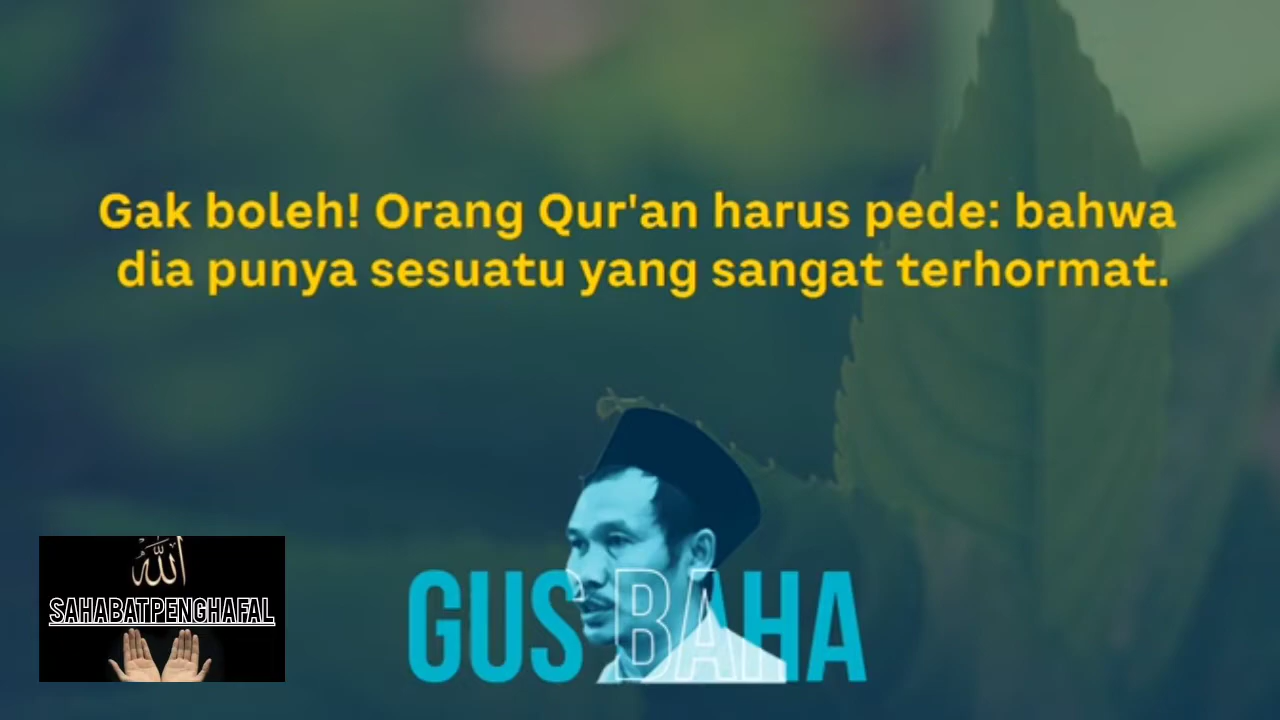 Gak boleh! Orang Qur'an harus pede: bahwa
dia punya sesuatu yang sangat terhormat.
الله
SAHABATPENGHAFAL
GUS BAHA